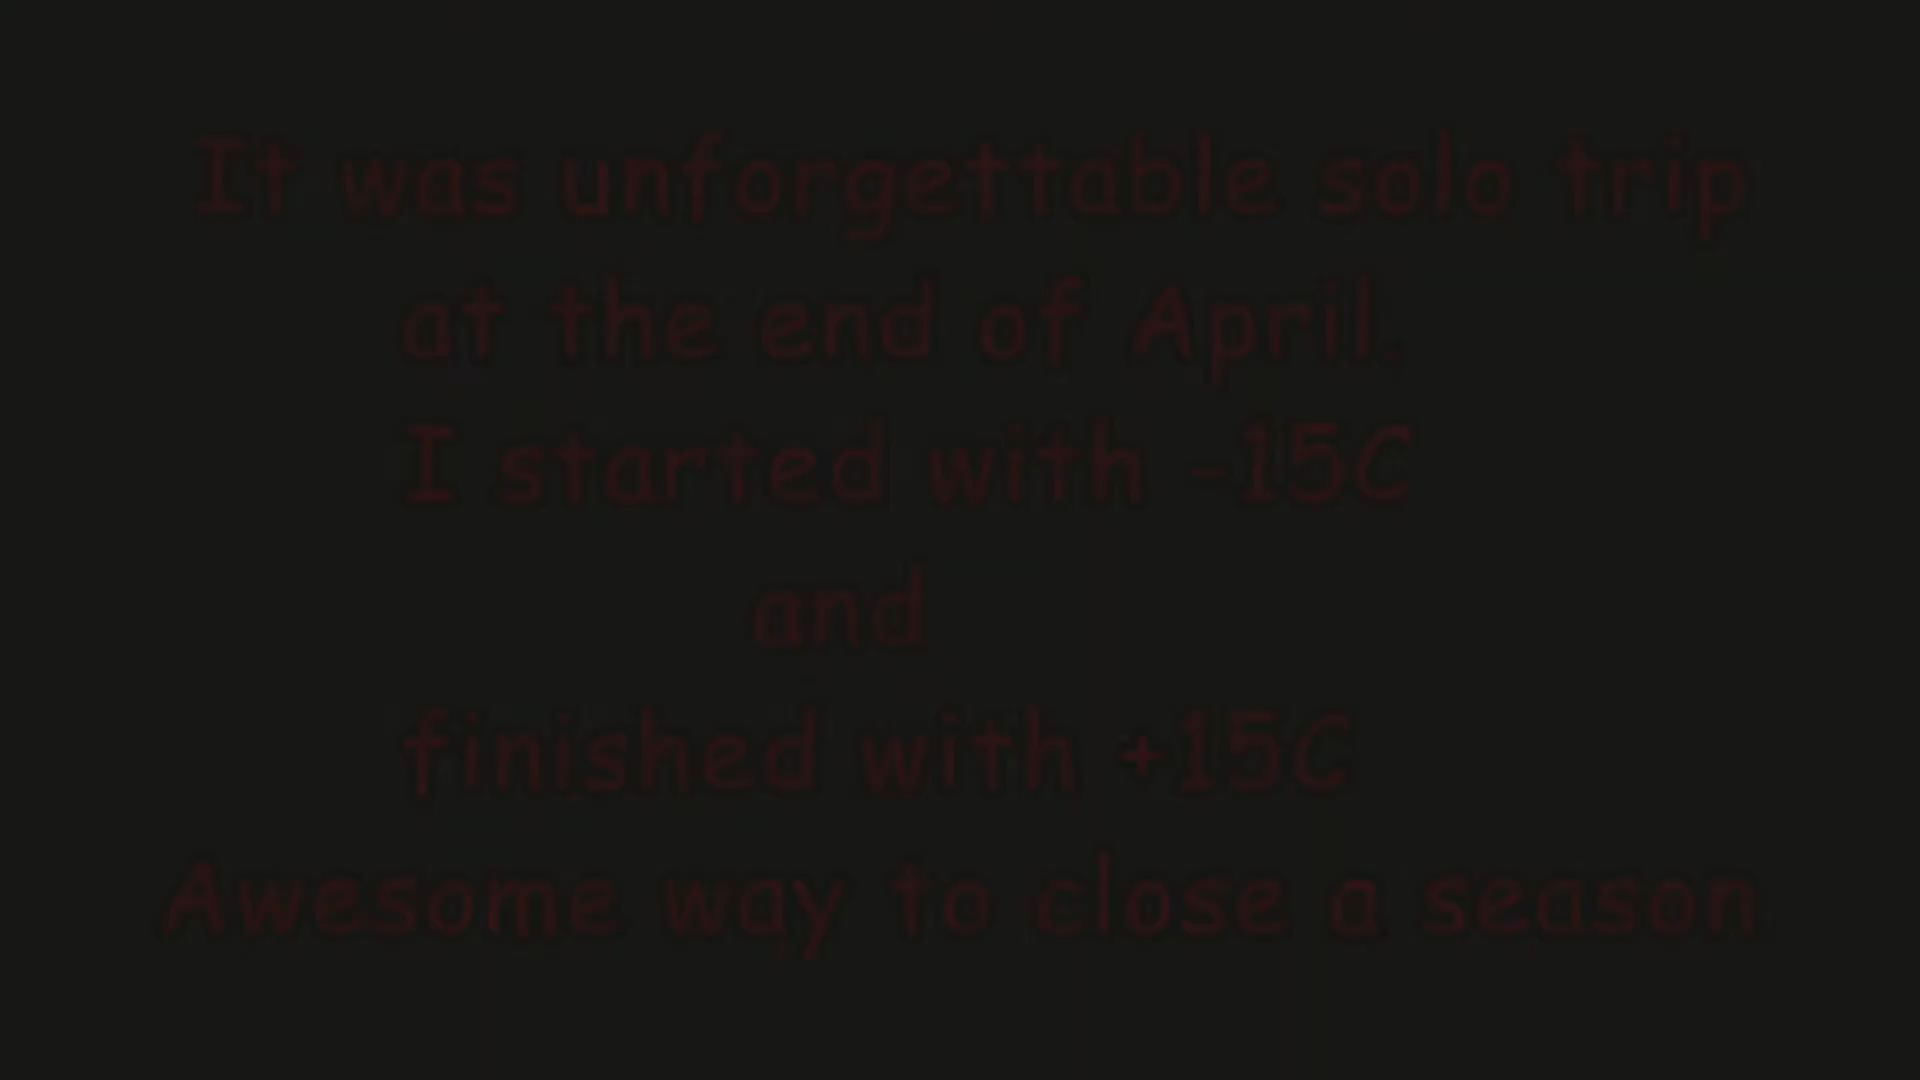 It was unforgettable solo trip
at the end of April.
I started with -15C
and
finished with +15C
Awesome way to close a season